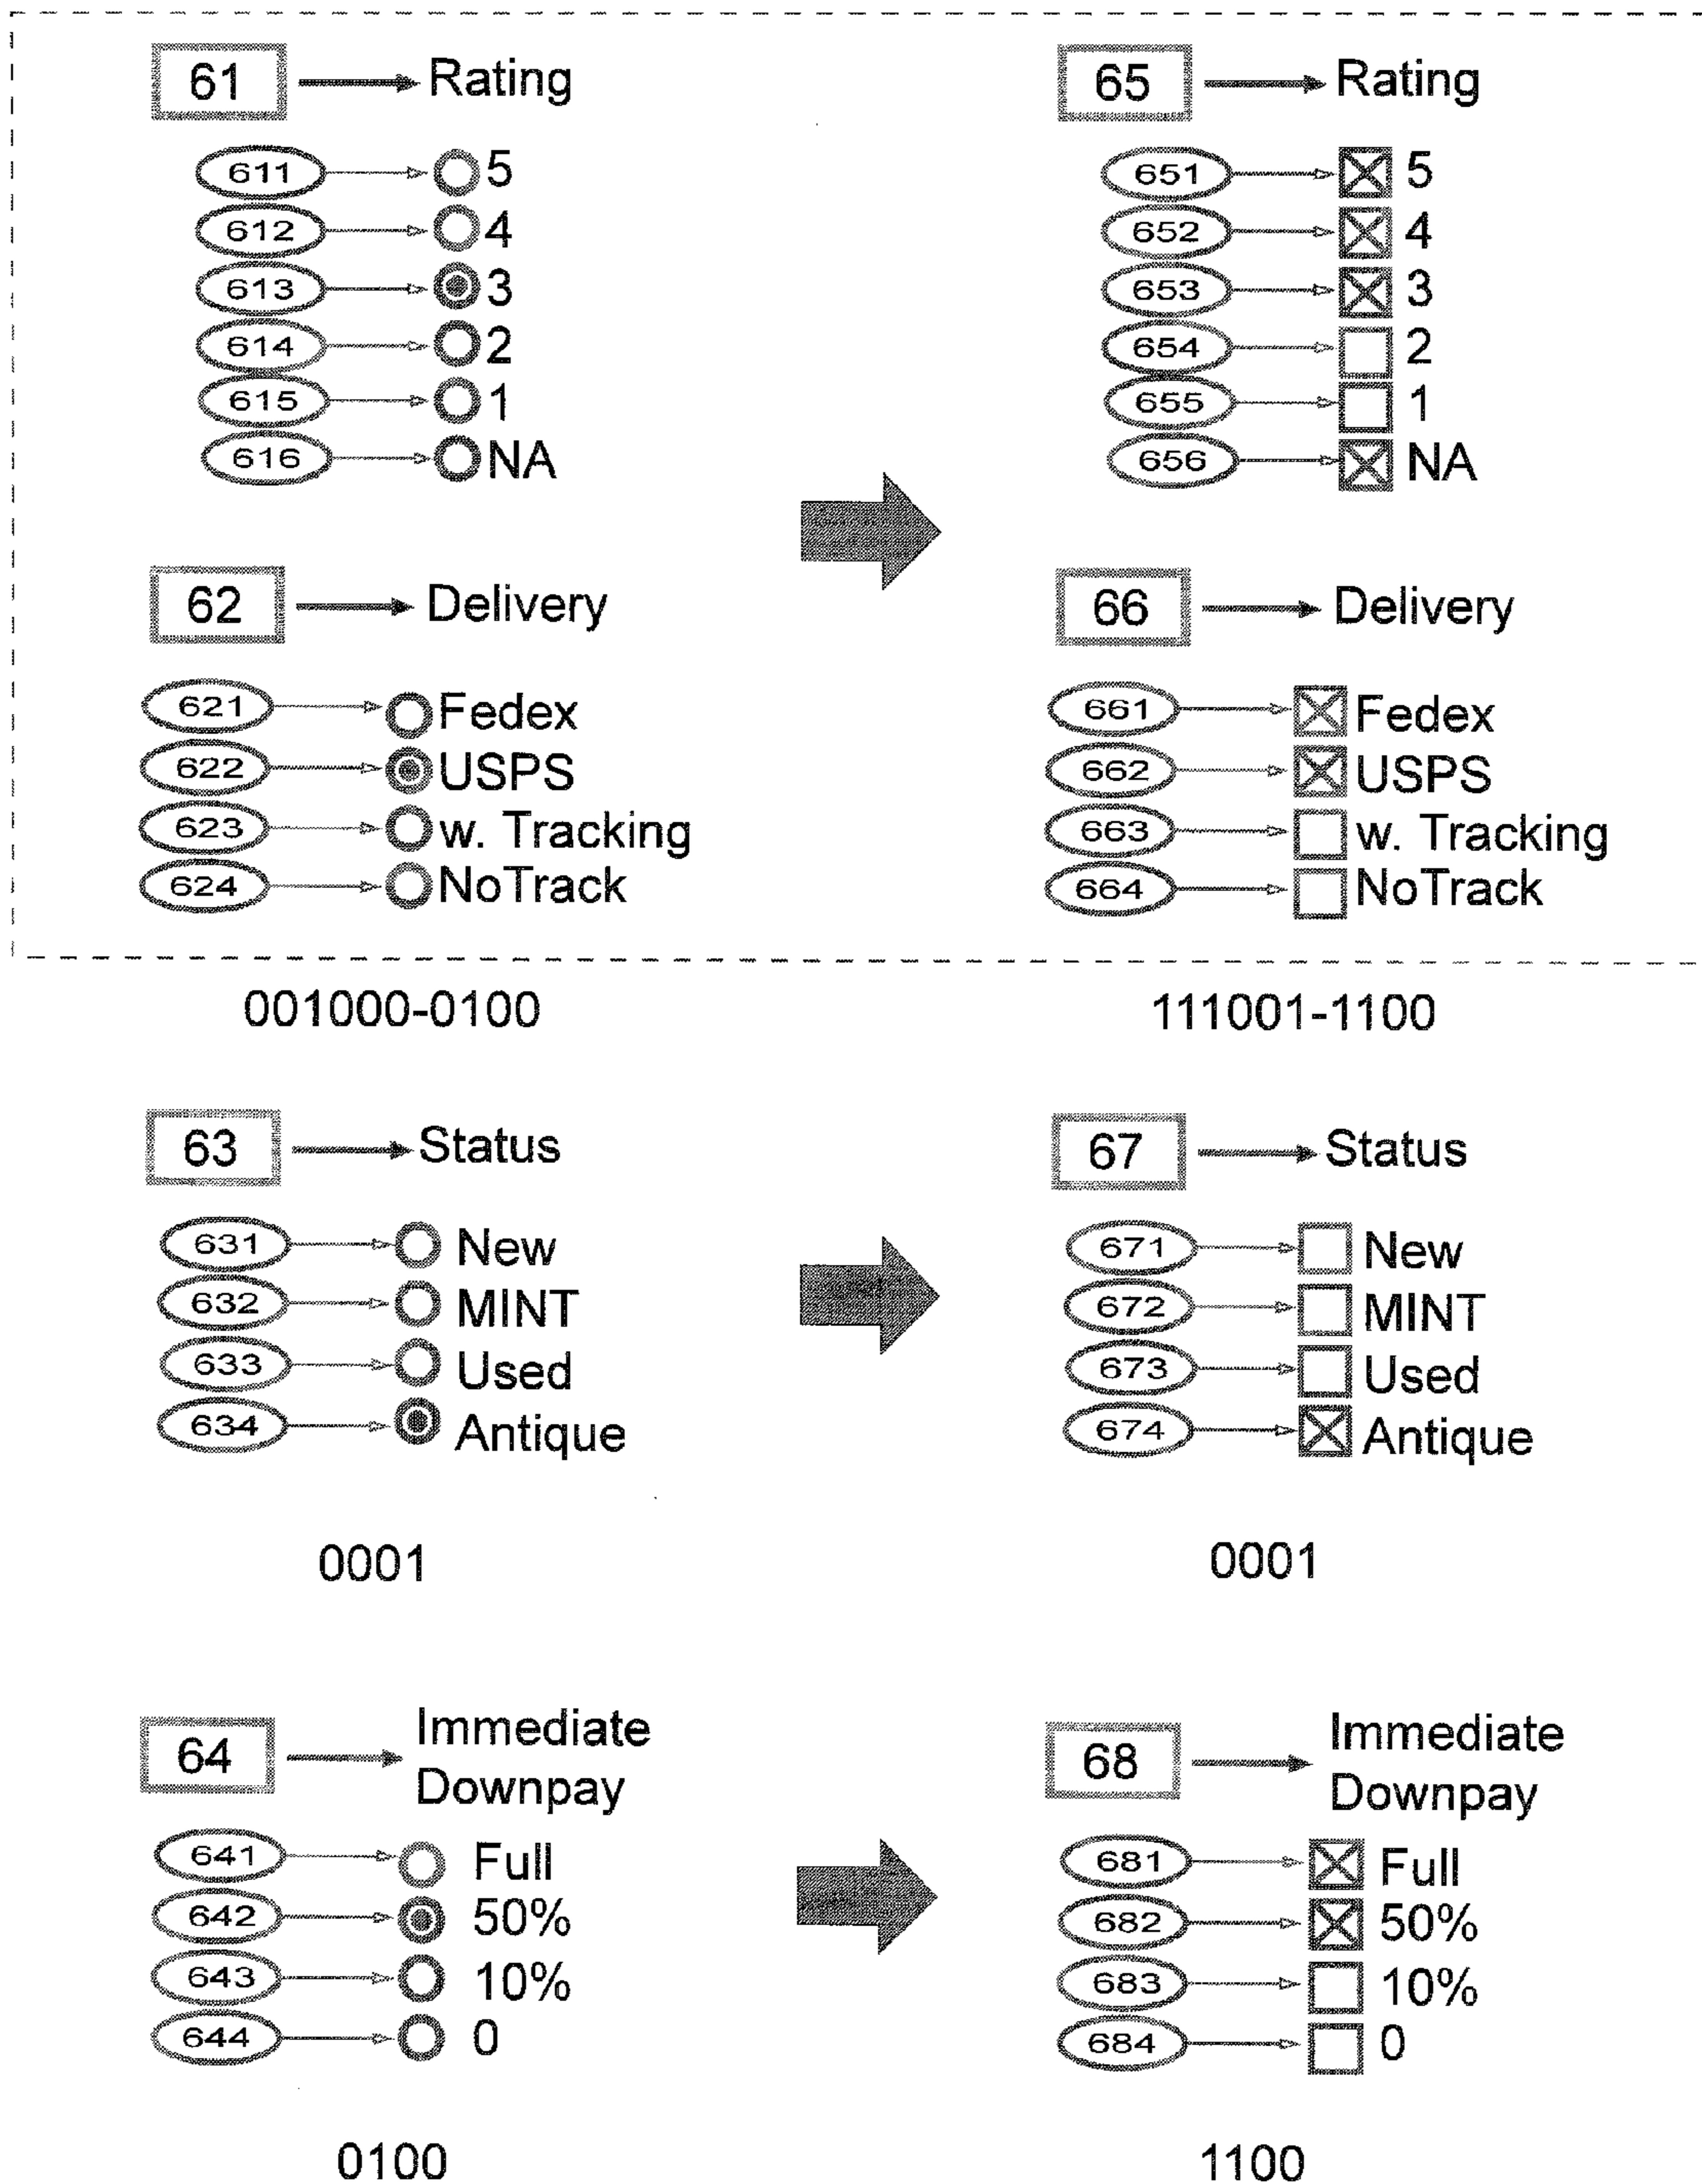 61 Rating 65 Rating
611 5 651 5
612 4 652 4
613 3 653 3
614 2 654 2
615 1 655 1
616 NA 656 NA
62 Delivery 66 Delivery
621 Fedex 661 Fedex
622 USPS 662 USPS
623 w. Tracking 663 w. Tracking
624 NoTrack 664 NoTrack
001000-0100 111001-1100
63 Status 67 Status
631 New 671 New
632 MINT 672 MINT
633 Used 673 Used
634 Antique 674 Antique
0001 0001
64 Immediate 68 Immediate
Downpay Downpay
641 Full 681 Full
642 50% 682 50%
643 10% 683 10%
644 0 684 0
0100 1100